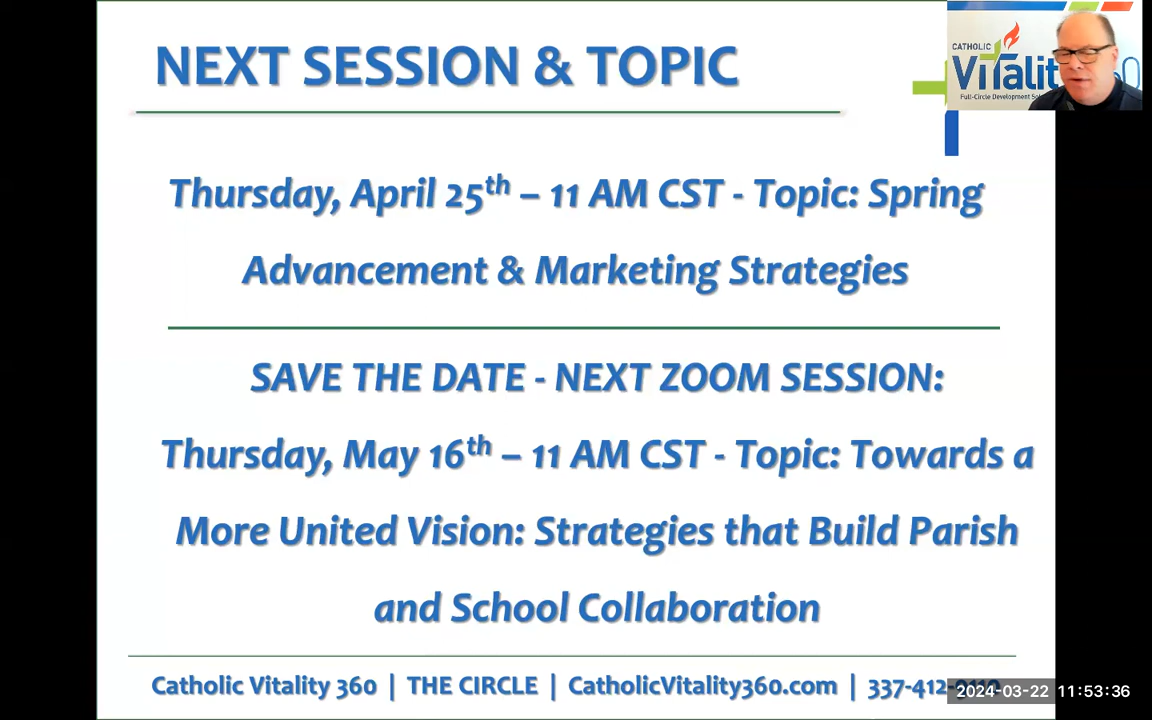 NEXT SESSION & TOPIC
CATHOLIC
Vitalit 60
Full-Circle Development
Thursday, April 25th – 11 AM CST - Topic: Spring
Advancement & Marketing Strategies
SAVE THE DATE - NEXT ZOOM SESSION:
Thursday, May 16th – 11 AM CST - Topic: Towards a
More United Vision: Strategies that Build Parish
and School Collaboration
Catholic Vitality 360 | THE CIRCLE | CatholicVitality360.com | 337-412-
2024-03-22 11:53:36